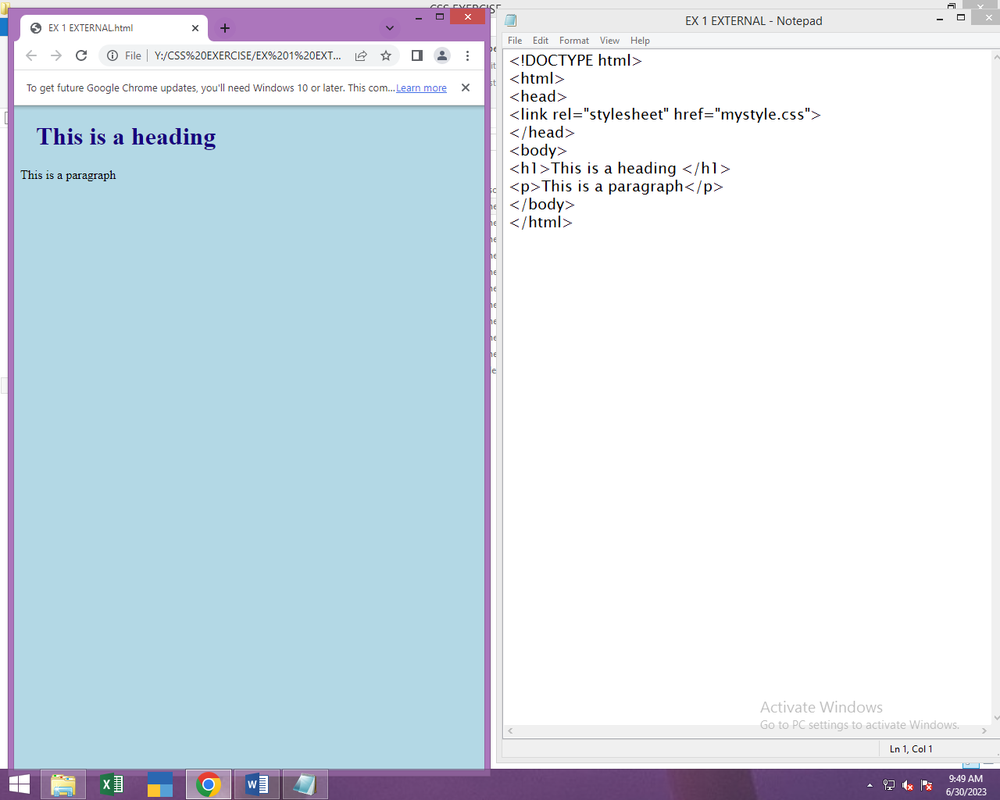 CSS EXERCISE
EX 1 EXTERNAL.html
File
Y:/CSS%20EXERCISE/EX%201%20EXT...
To get future Google Chrome updates, you'll need Windows 10 or later. This com... Learn more
This is a heading
This is a paragraph
EX 1 EXTERNAL - Notepad
File Edit Format View Help
<!DOCTYPE html>
<html>
<head>
<link rel="stylesheet" href="mystyle.css">
</head>
<body>
<h1>This is a heading </h1>
<p>This is a paragraph</p>
</body>
</html>
Activate Windows
Go to PC settings to activate Windows.
Ln 1, Col 1
9:49 AM
6/30/2023